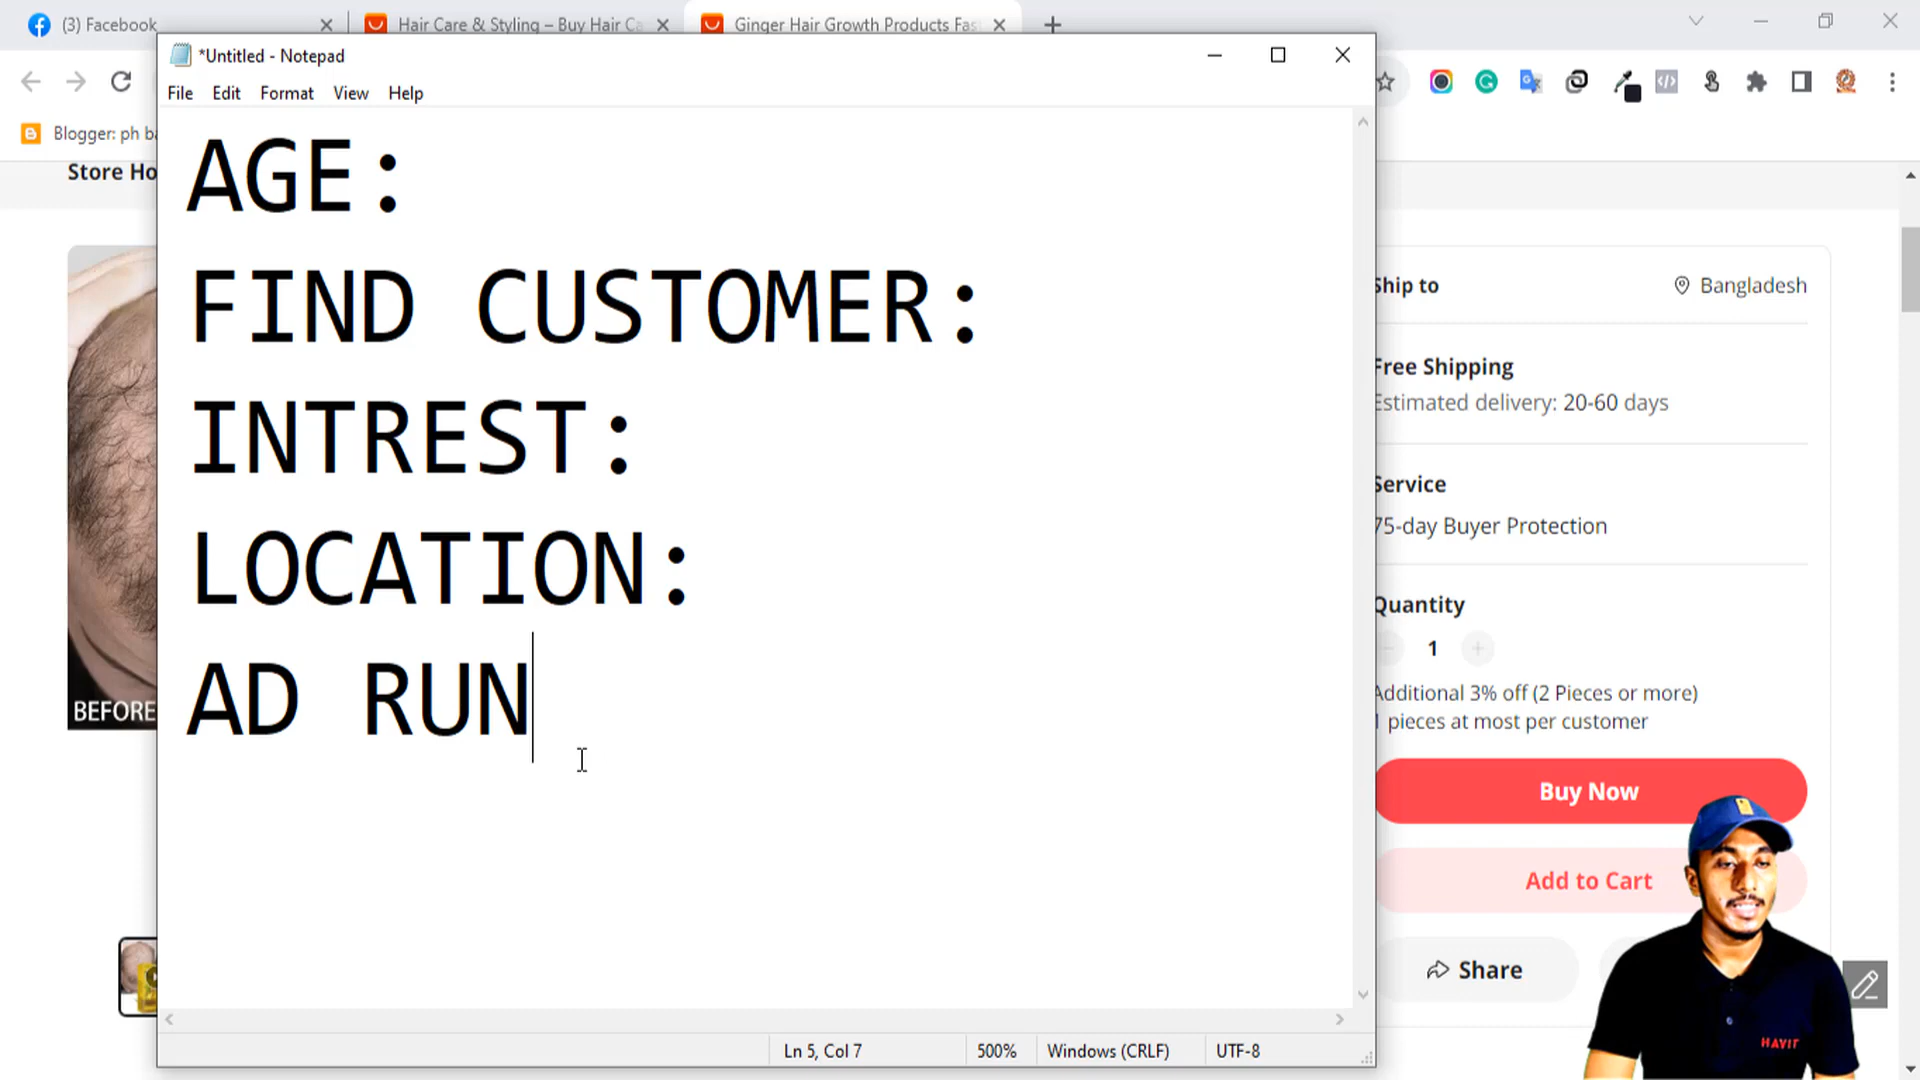 (3) Facebook
Hair Care & Styling – Buy Hair Ca
Ginger Hair Growth Products Fas
*Untitled - Notepad
File Edit Format View Help
Blogger: ph ba
Store Ho
AGE:
FIND CUSTOMER:
INTREST:
LOCATION:
AD RUN
BEFORE
Ship to
Bangladesh
Free Shipping
Estimated delivery: 20-60 days
Service
75-day Buyer Protection
Quantity
1
Additional 3% off (2 Pieces or more)
1 pieces at most per customer
Buy Now
Add to Cart
Share
HAVIT
Ln 5, Col 7
500%
Windows (CRLF)
UTF-8